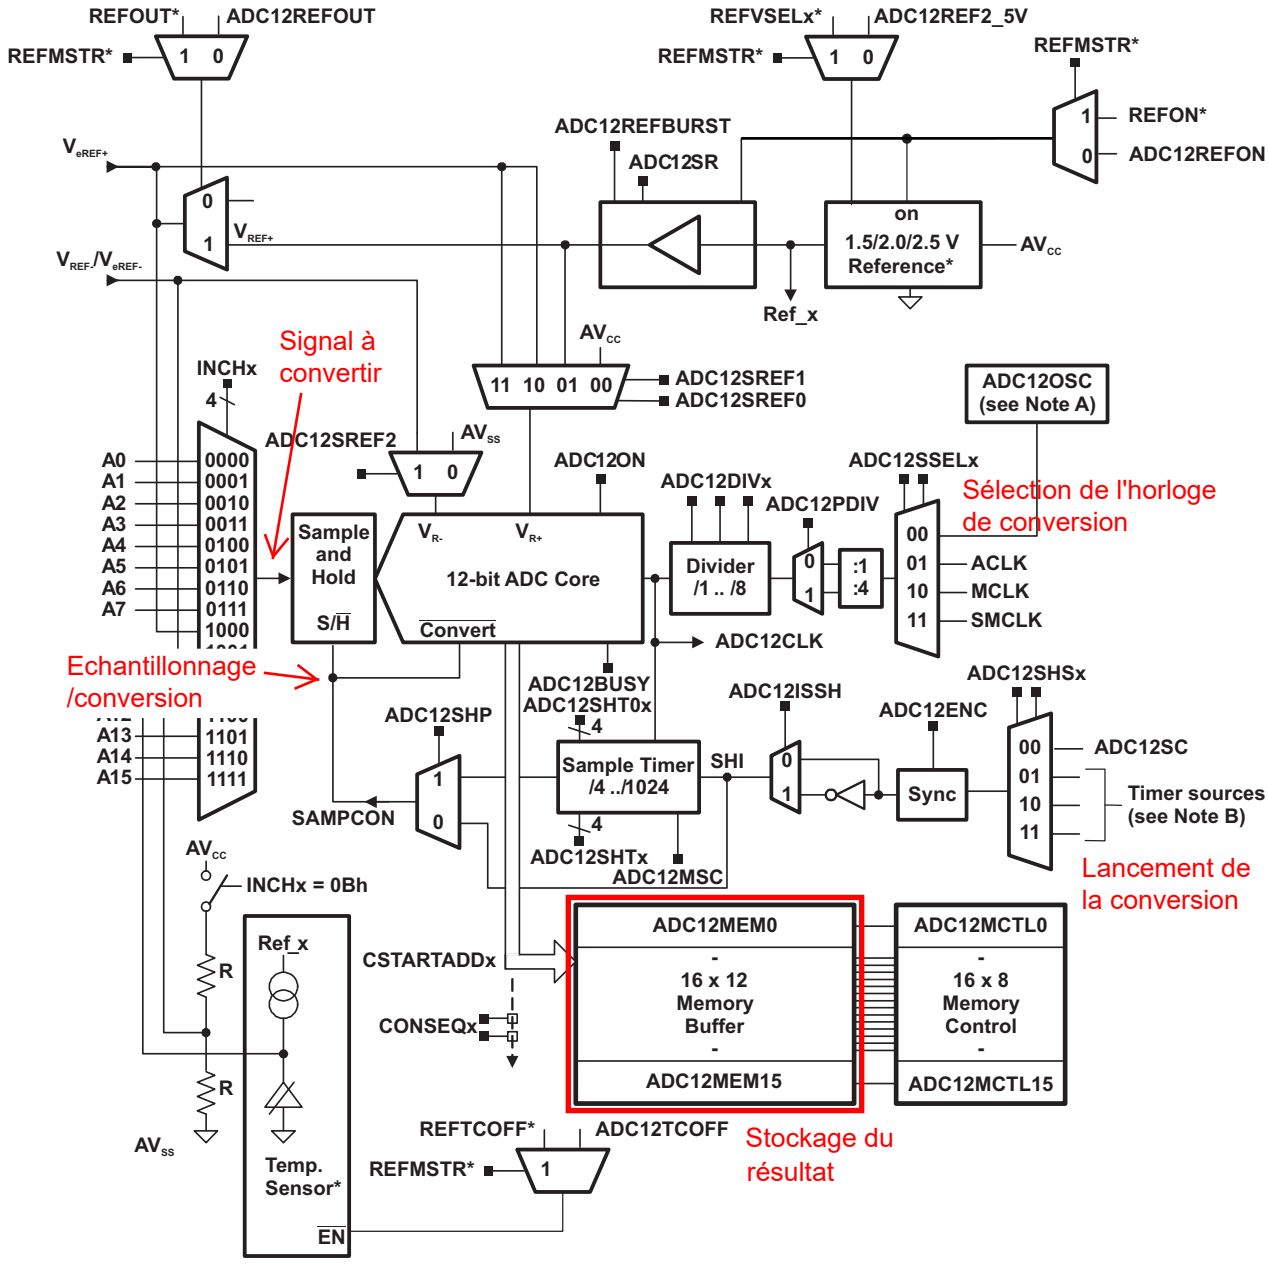 REFOUT* ADC12REFOUT
REFMSTR* 1 0
REFVSELx* ADC12REF2_5V
REFMSTR* 1 0
REFMSTR*
1 REFON*
0 ADC12REFON
ADC12REFBURST
ADC12SR
VeREF+
0
1
VREF+
VREF-/VeREF-
on
1.5/2.0/2.5 V
Reference*
AVCC
Ref_x
Signal à
convertir
AVCC
11 10 01 00
ADC12SREF1
ADC12SREF0
INCHx
4
ADC12OSC
(see Note A)
ADC12SREF2
AVSS
1 0
A0 0000
A1 0001
A2 0010
A3 0011
A4 0100
A5 0101
A6 0110
A7 0111
1000
Sample
and
Hold
S/H
VR- VR+
12-bit ADC Core
Convert
ADC12ON
ADC12DIVx
Divider
/1 .. /8
ADC12PDIV
0
1
:1
:4
ADC12SSELx
Sélection de l'horloge
de conversion
00
01 ACLK
10 MCLK
11 SMCLK
ADC12CLK
Echantillonnage
/conversion
ADC12BUSY
ADC12SHT0x
4
ADC12ISSH
ADC12ENC
ADC12SHSx
A13 1101
A14 1110
A15 1111
ADC12SHP
1
0
SAMPCON
Sample Timer
/4 ../1024
SHI
0
1
Sync
00 ADC12SC
01
10
11
Timer sources
(see Note B)
4
ADC12SHTx
ADC12MSC
Lancement de
la conversion
AVCC
INCHx = 0Bh
R
R
AVSS
Ref_x
Temp.
Sensor*
EN
CSTARTADDx
CONSEQx
ADC12MEM0
-
16 x 12
Memory
Buffer
-
ADC12MEM15
ADC12MCTL0
-
16 x 8
Memory
Control
-
ADC12MCTL15
REFTCOFF* ADC12TCOFF
REFMSTR* 1
Stockage du
résultat